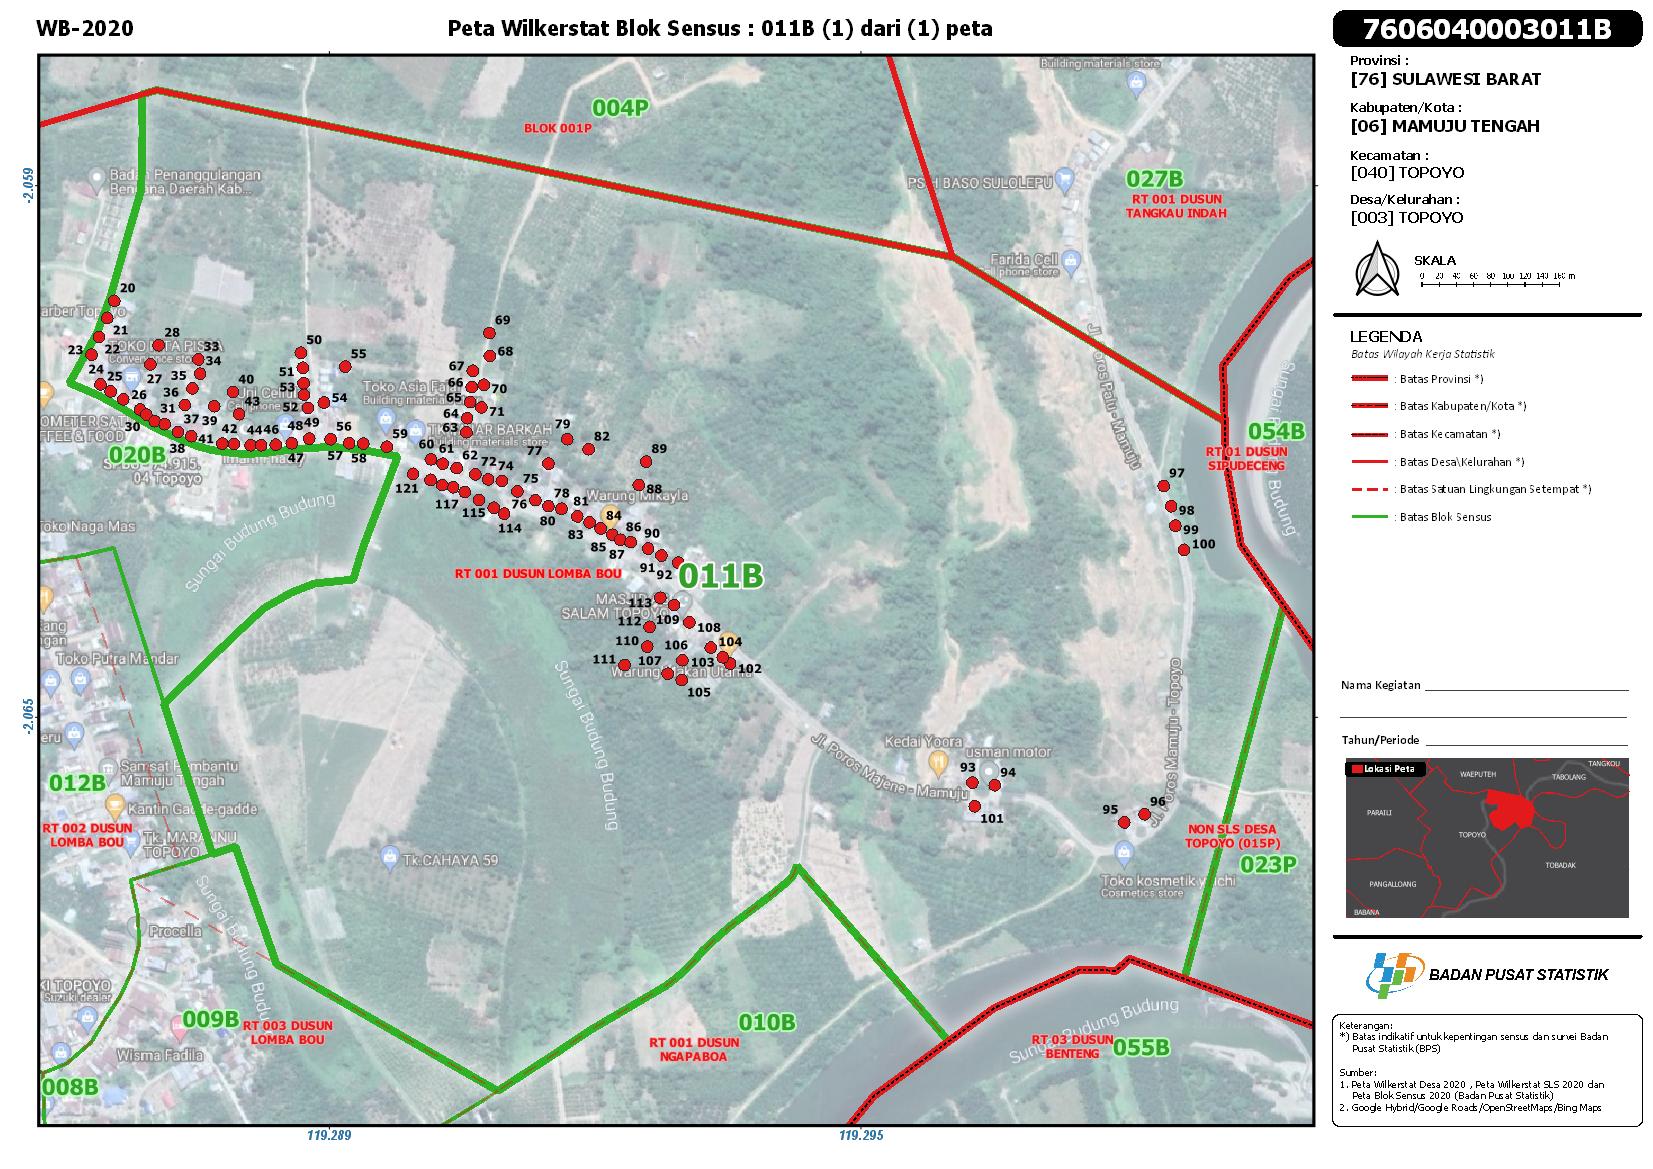 WB-2020
Peta Wilkerstat Blok Sensus : 011B (1) dari (1) peta
7606040003011B
Provinsi :
[76] SULAWESI BARAT
Kabupaten/Kota :
[06] MAMUJU TENGAH
Kecamatan :
[040] TOPOYO
Desa/Kelurahan :
[003] TOPOYO
SKALA
0 20 40 60 80 100 120 140 160 m
LEGENDA
Batas Wilayah Kerja Statistik
: Batas Provinsi *)
: Batas Kabupaten/Kota *)
: Batas Kecamatan *)
: Batas Desa\Kelurahan *)
: Batas Satuan Lingkungan Setempat *)
: Batas Blok Sensus
Nama Kegiatan
Tahun/Periode
Lokasi Peta
TANGKOU
WAEPUTEH
TABOLANG
PARAILI
TOPOYO
TOBADAK
PANGALLOANG
BABANA
BADAN PUSAT STATISTIK
Keterangan:
*) Batas indikatif untuk kepentingan sensus dan survei Badan
Pusat Statistik (BPS)
Sumber:
1. Peta Wilkerstat Desa 2020 , Peta Wilkerstat SLS 2020 dan
Peta Blok Sensus 2020 (Badan Pusat Statistik)
2. Google Hybrid/Google Roads/OpenStreetMaps/Bing Maps
-2.059
-2.065
119.289
119.295
Building materials store
004P
BLOK 001P
Badan Penanggulangan
Bencana Daerah Kab...
BASO SULOLEPU
027B
RT 001 DUSUN
TANGKAU INDAH
Farida Cell
Cell phone store
Jl. Poros Palu - Mamuju
20
21
22
23
24
25
26
27
28
30
31
33
34
35
36
37
38
39
40
41
42
43
44
46
47
48
49
50
51
52
53
54
55
56
57
58
59
60
61
62
63
64
65
66
67
68
69
70
71
72
74
75
76
77
78
79
80
81
82
83
84
85
86
87
88
89
90
91
92
Convenience store
Toko Asia
Building materials store
BARKAH
Building materials store
020B
04 Topoyo
121
117
115
114
Warung Mikayla
054B
RT 01 DUSUN
SIPUDECENG
Budung
97
98
99
100
Toko Naga Mas
Sungai Budung Budung
RT 001 DUSUN LOMBA BOU
011B
SALAM TOPOYO
113
112
109
108
110
106
104
111
107
103
102
105
Warung Makan Utama
Toko Putra Mandar
Sungai Budung Budung
Jl. Poros Majene - Mamuju
Jl. Poros Mamuju - Topoyo
Kedai Yoora
usman motor
93
94
101
95
96
012B
Samsat Pembantu
Mamuju Tengah
Kantin Gadde-gadde
RT 002 DUSUN
LOMBA BOU
Tk. MARANNU
TOPOYO
Tk.CAHAYA 59
NON SLS DESA
TOPOYO (015P)
023P
Toko kosmetik
Cosmetics store
Sungai Budung Budung
Procella
TOPOYO
Suzuki dealer
009B
RT 003 DUSUN
LOMBA BOU
Wisma Fadila
008B
010B
RT 001 DUSUN
NGAPABOA
RT 03 DUSUN
BENTENG
055B
Sungai Budung Budung